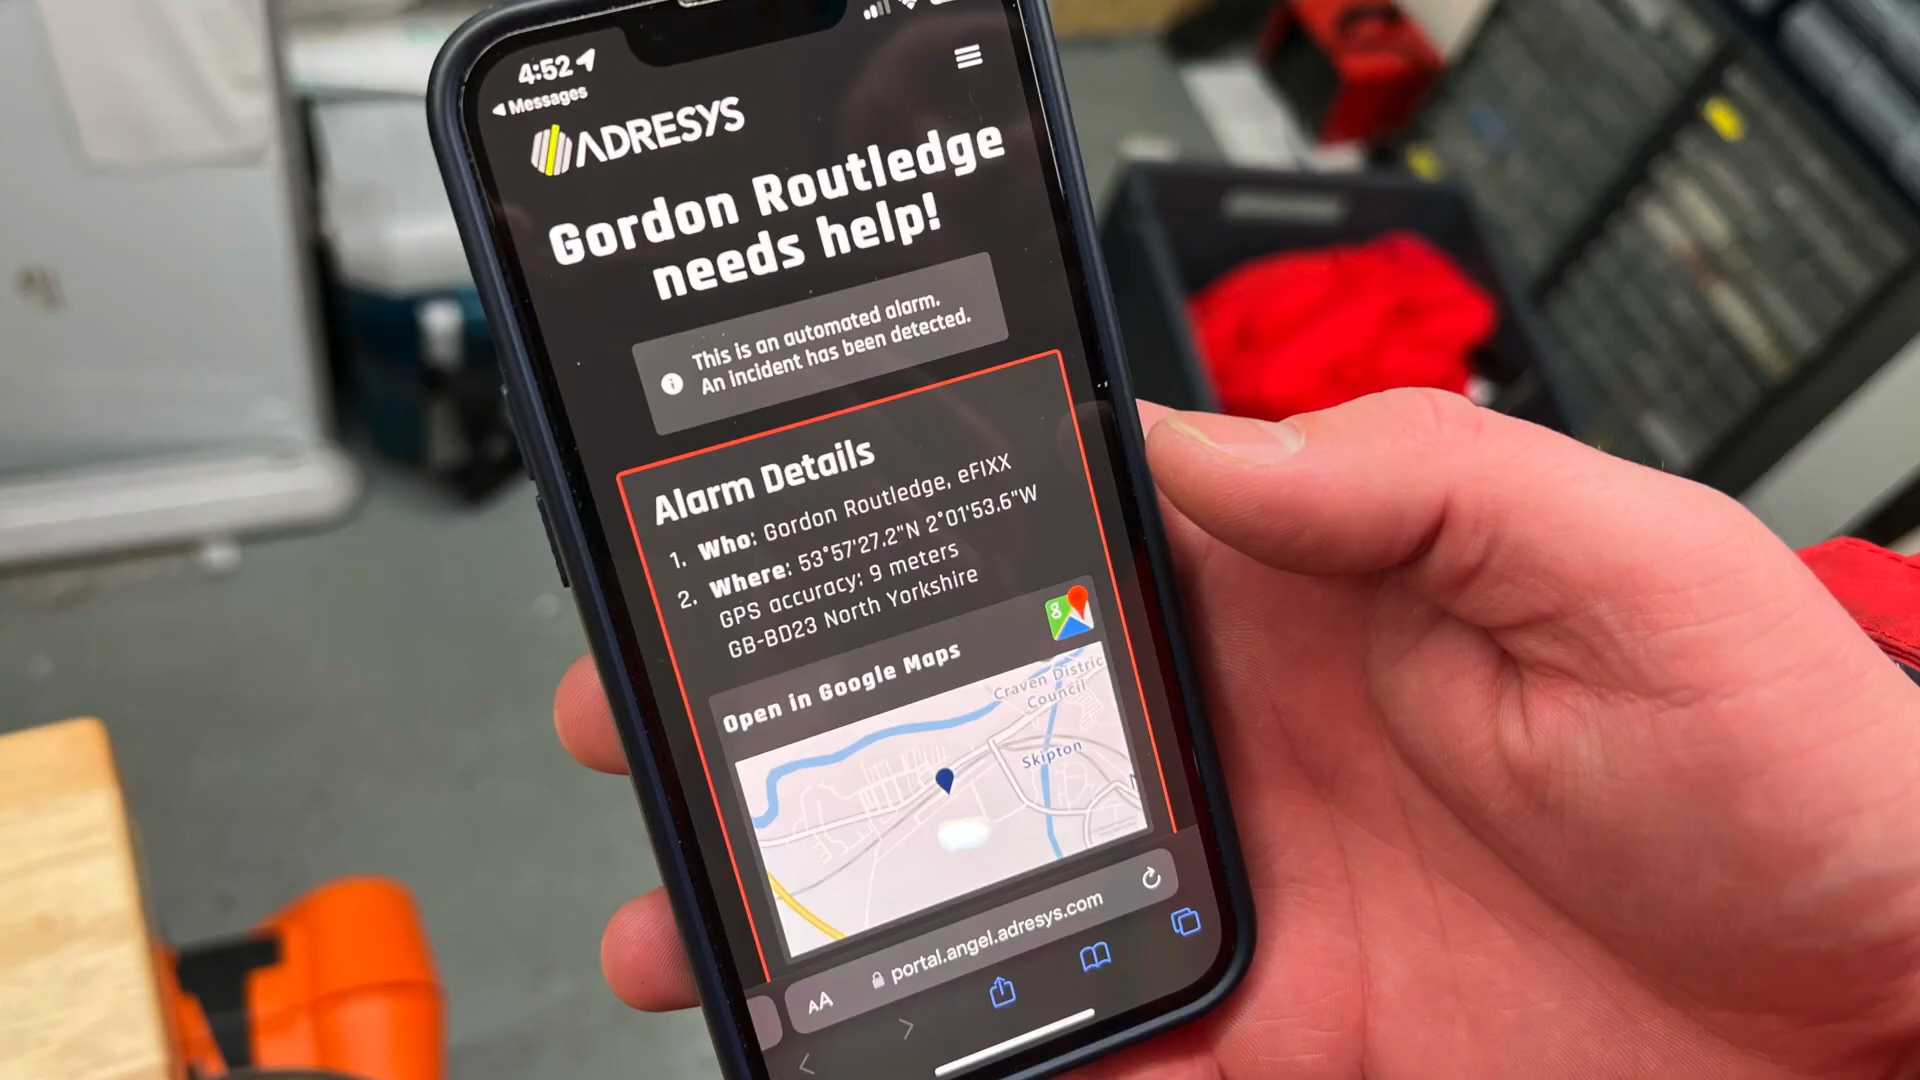 4:52
Messages
ADRESYS
Gordon Routledge
needs help!
This is an automated alarm.
An incident has been detected.
Alarm Details
1. Who: Gordon Routledge, eFIXX
2. Where: 53°57'27.2"N 2°01'53.6"W
GPS accuracy: 9 meters
GB-BD23 North Yorkshire
Open in Google Maps
g
Craven Distric
Council
Skipton
AA portal.angel.adresys.com